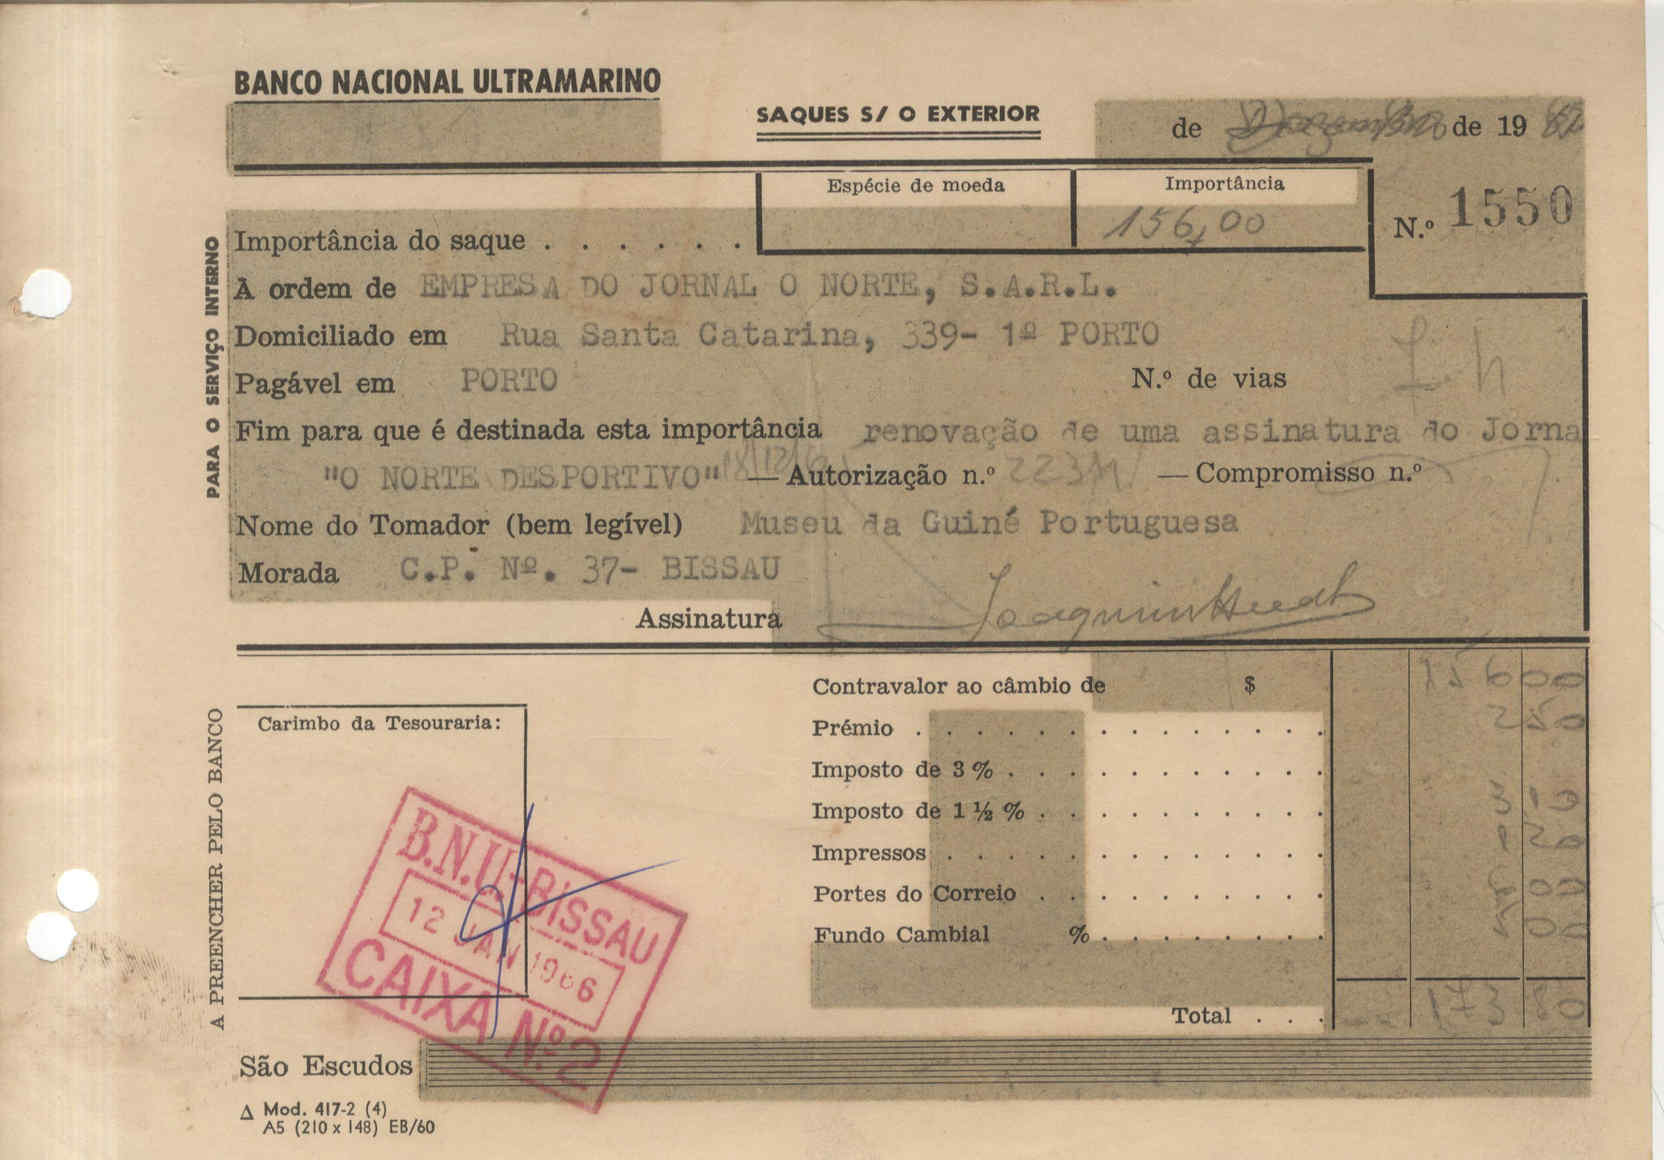 BANCO NACIONAL ULTRAMARINO
SAQUES S/ O EXTERIOR
de Dezembro de 19
Espécie de moeda
Importância
156,00
N.º 1550
PARA O SERVIÇO INTERNO
Importância do saque . . . . . . .
À ordem de EMPRESA DO JORNAL O NORTE, S.A.R.L.
Domiciliado em Rua Santa Catarina, 339- 1º PORTO
Pagável em PORTO N.º de vias
Fim para que é destinada esta importância renovação de uma assinatura do Jorna
"O NORTE DESPORTIVO" — Autorização n.º — Compromisso n.º
Nome do Tomador (bem legível) Museu da Guiné Portuguesa
Morada C.P. Nº. 37- BISSAU
Assinatura
A PREENCHER PELO BANCO
Carimbo da Tesouraria:
B.N.U.-BISSAU
12 JAN 1966
CAIXA Nº 2
Contravalor ao câmbio de $ 156 00
Prémio . . . . . . . . . . . . . . 2 50
Imposto de 3 % . . . . . . . . . . .
Imposto de 1 ½ % . . . . . . . . . .
Impressos . . . . . . . . . . . . .
Portes do Correio . . . . . . . . . .
Fundo Cambial % . . . . . . . .
Total . . . 173 80
São Escudos
Δ Mod. 417-2 (4)
A5 (210 x 148) EB/60